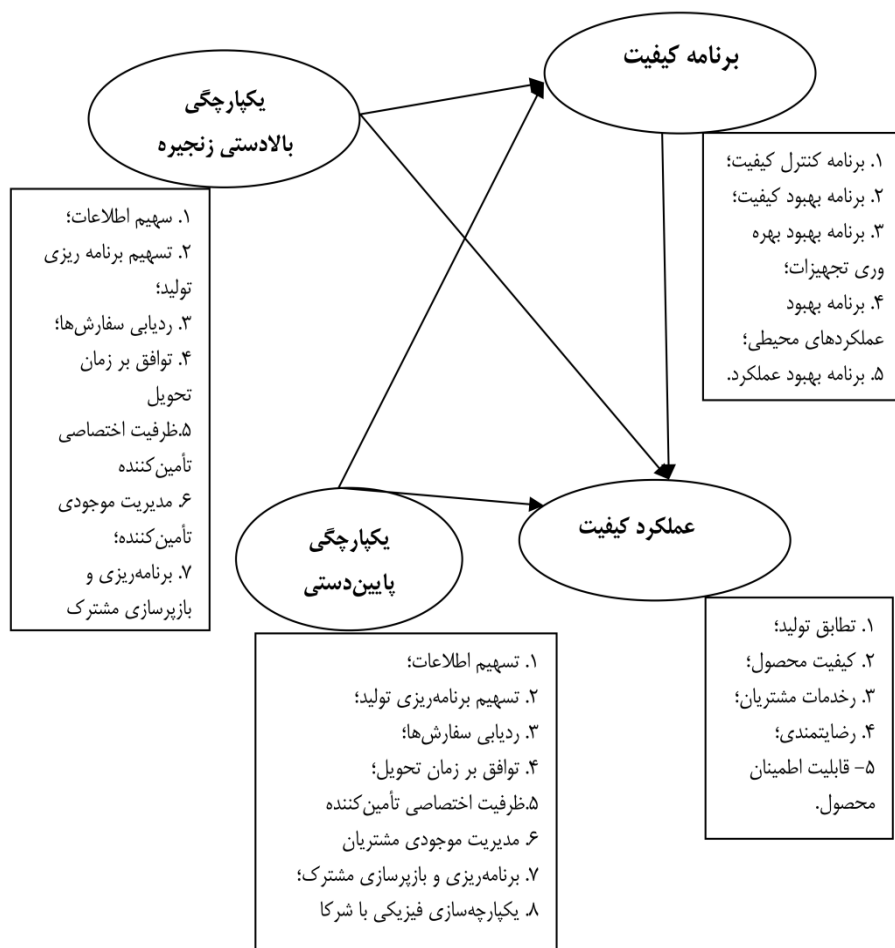 برنامه کیفیت
۱. برنامه کنترل کیفیت؛
۲. برنامه بهبود کیفیت؛
۳. برنامه بهبود بهره
وری تجهیزات؛
۴. برنامه بهبود
عملکردهای محیطی؛
۵. برنامه بهبود عملکرد.
یکپارچگی
بالادستی زنجیره
۱. سهیم اطلاعات؛
۲. تسهیم برنامه ریزی
تولید؛
۳. ردیابی سفارش‌ها؛
۴. توافق بر زمان
تحویل
۵.ظرفیت اختصاصی
تأمین‌کننده
۶. مدیریت موجودی
تأمین‌کننده؛
۷. برنامه‌ریزی و
بازپرسازی مشترک
عملکرد کیفیت
۱. تطابق تولید؛
۲. کیفیت محصول؛
۳. رخدمات مشتریان؛
۴. رضایتمندی؛
۵- قابلیت اطمینان
محصول.
یکپارچگی
پایین‌دستی
۱. تسهیم اطلاعات؛
۲. تسهیم برنامه‌ریزی تولید؛
۳. ردیابی سفارش‌ها؛
۴. توافق بر زمان تحویل؛
۵.ظرفیت اختصاصی تأمین‌کننده
۶. مدیریت موجودی مشتریان
۷. برنامه‌ریزی و بازپرسازی مشترک؛
۸. یکپارچه‌سازی فیزیکی با شرکا